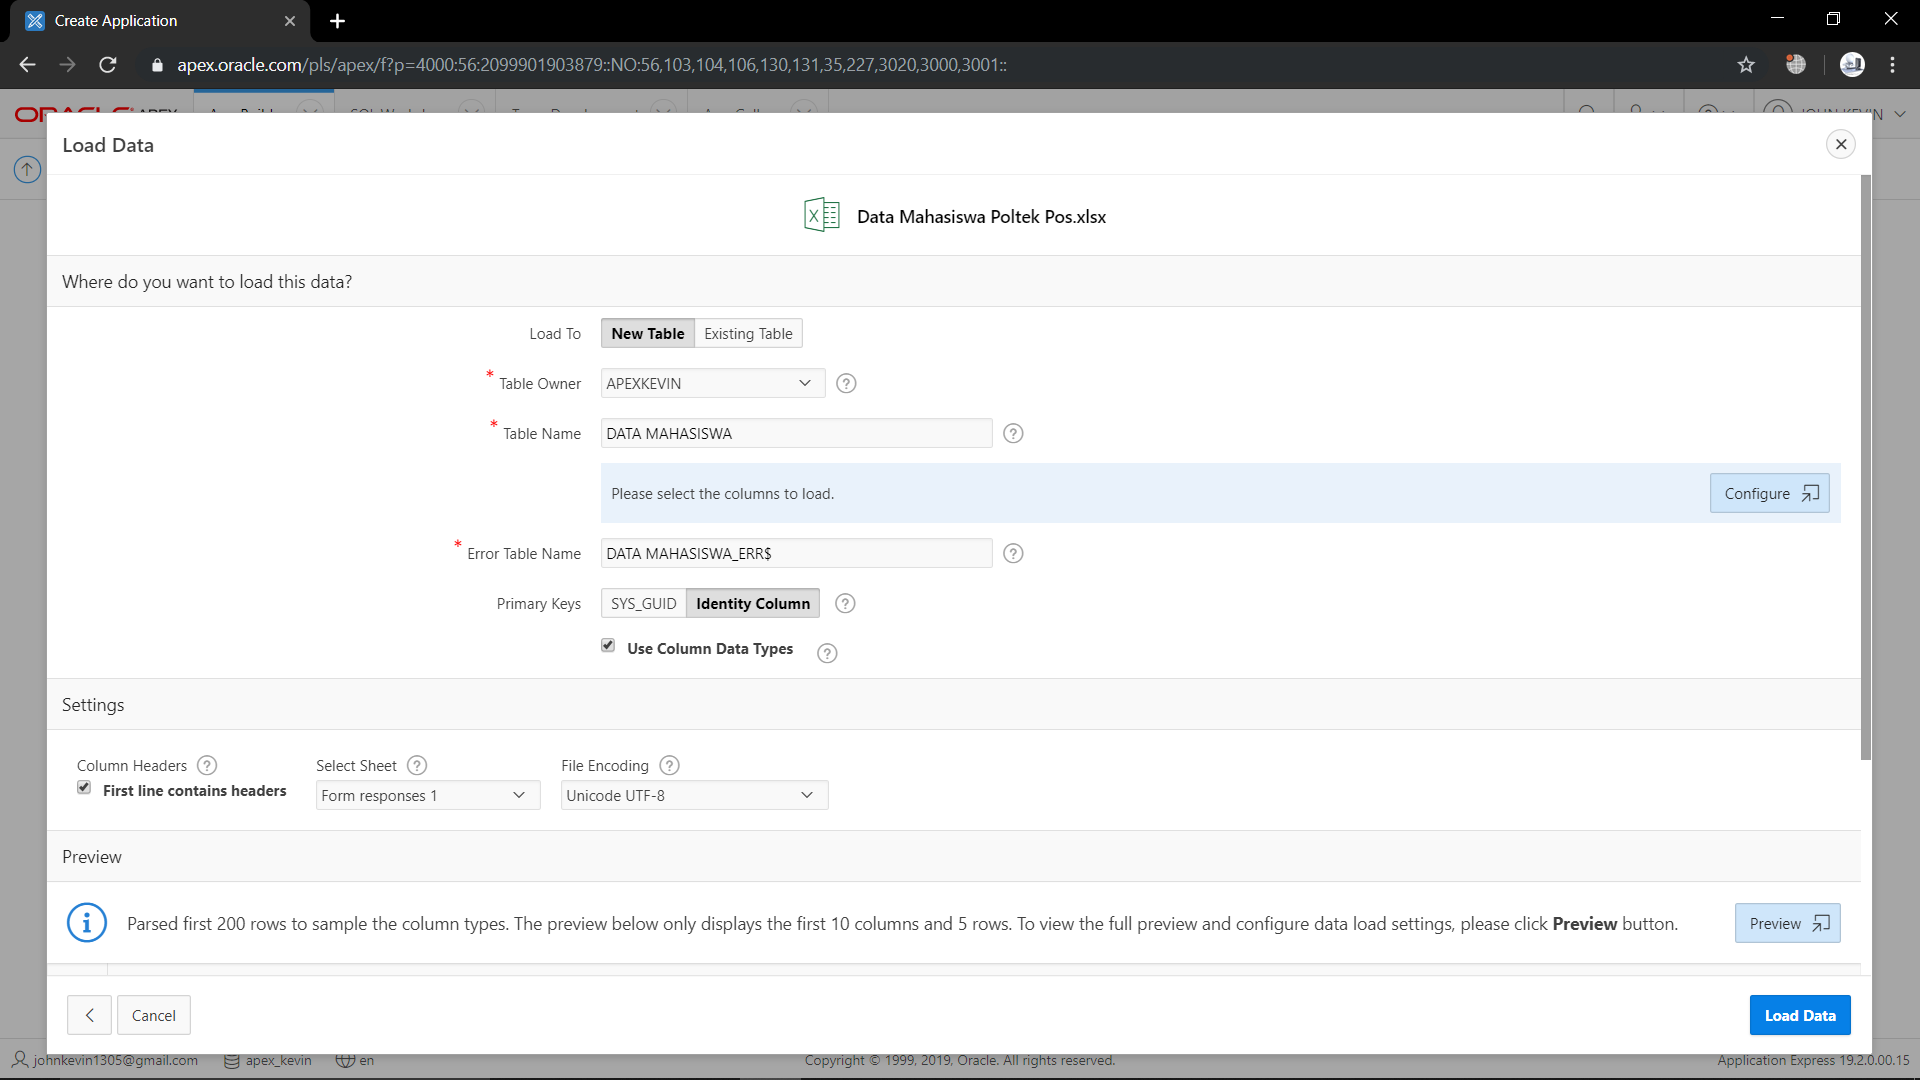 Create Application
apex.oracle.com/pls/apex/f?p=4000:56:2099901903879::NO:56,103,104,106,130,131,35,227,3020,3000,3001::
Load Data
Data Mahasiswa Poltek Pos.xlsx
Where do you want to load this data?
Load To New Table Existing Table
* Table Owner APEXKEVIN ?
* Table Name DATA MAHASISWA ?
Please select the columns to load. Configure
* Error Table Name DATA MAHASISWA_ERR$ ?
Primary Keys SYS_GUID Identity Column ?
Use Column Data Types ?
Settings
Column Headers ? Select Sheet ? File Encoding ?
First line contains headers Form responses 1 Unicode UTF-8
Preview
Parsed first 200 rows to sample the column types. The preview below only displays the first 10 columns and 5 rows. To view the full preview and configure data load settings, please click Preview button. Preview
Cancel Load Data
johnkevin1305@gmail.com apex_kevin en Copyright © 1999, 2019, Oracle. All rights reserved. Application Express 19.2.0.00.15